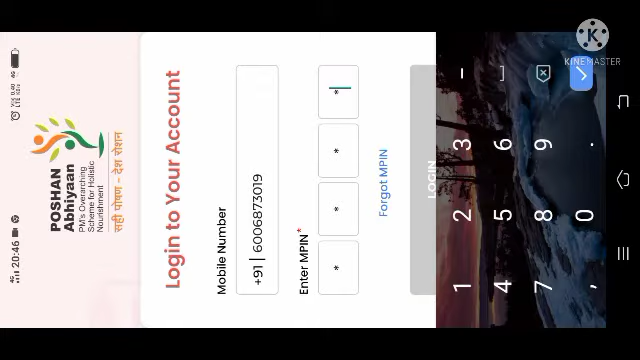 20:46
POSHAN
Abhiyaan
PM's Overarching
Scheme for Holistic
Nourishment
सही पोषण - देश रोशन
Login to Your Account
Mobile Number
+91 | 6006873019
Enter MPIN*
* * * *
Forgot MPIN
LOGIN
1 2 3 -
4 5 6
7 8 9
, 0 .
KINEMASTER